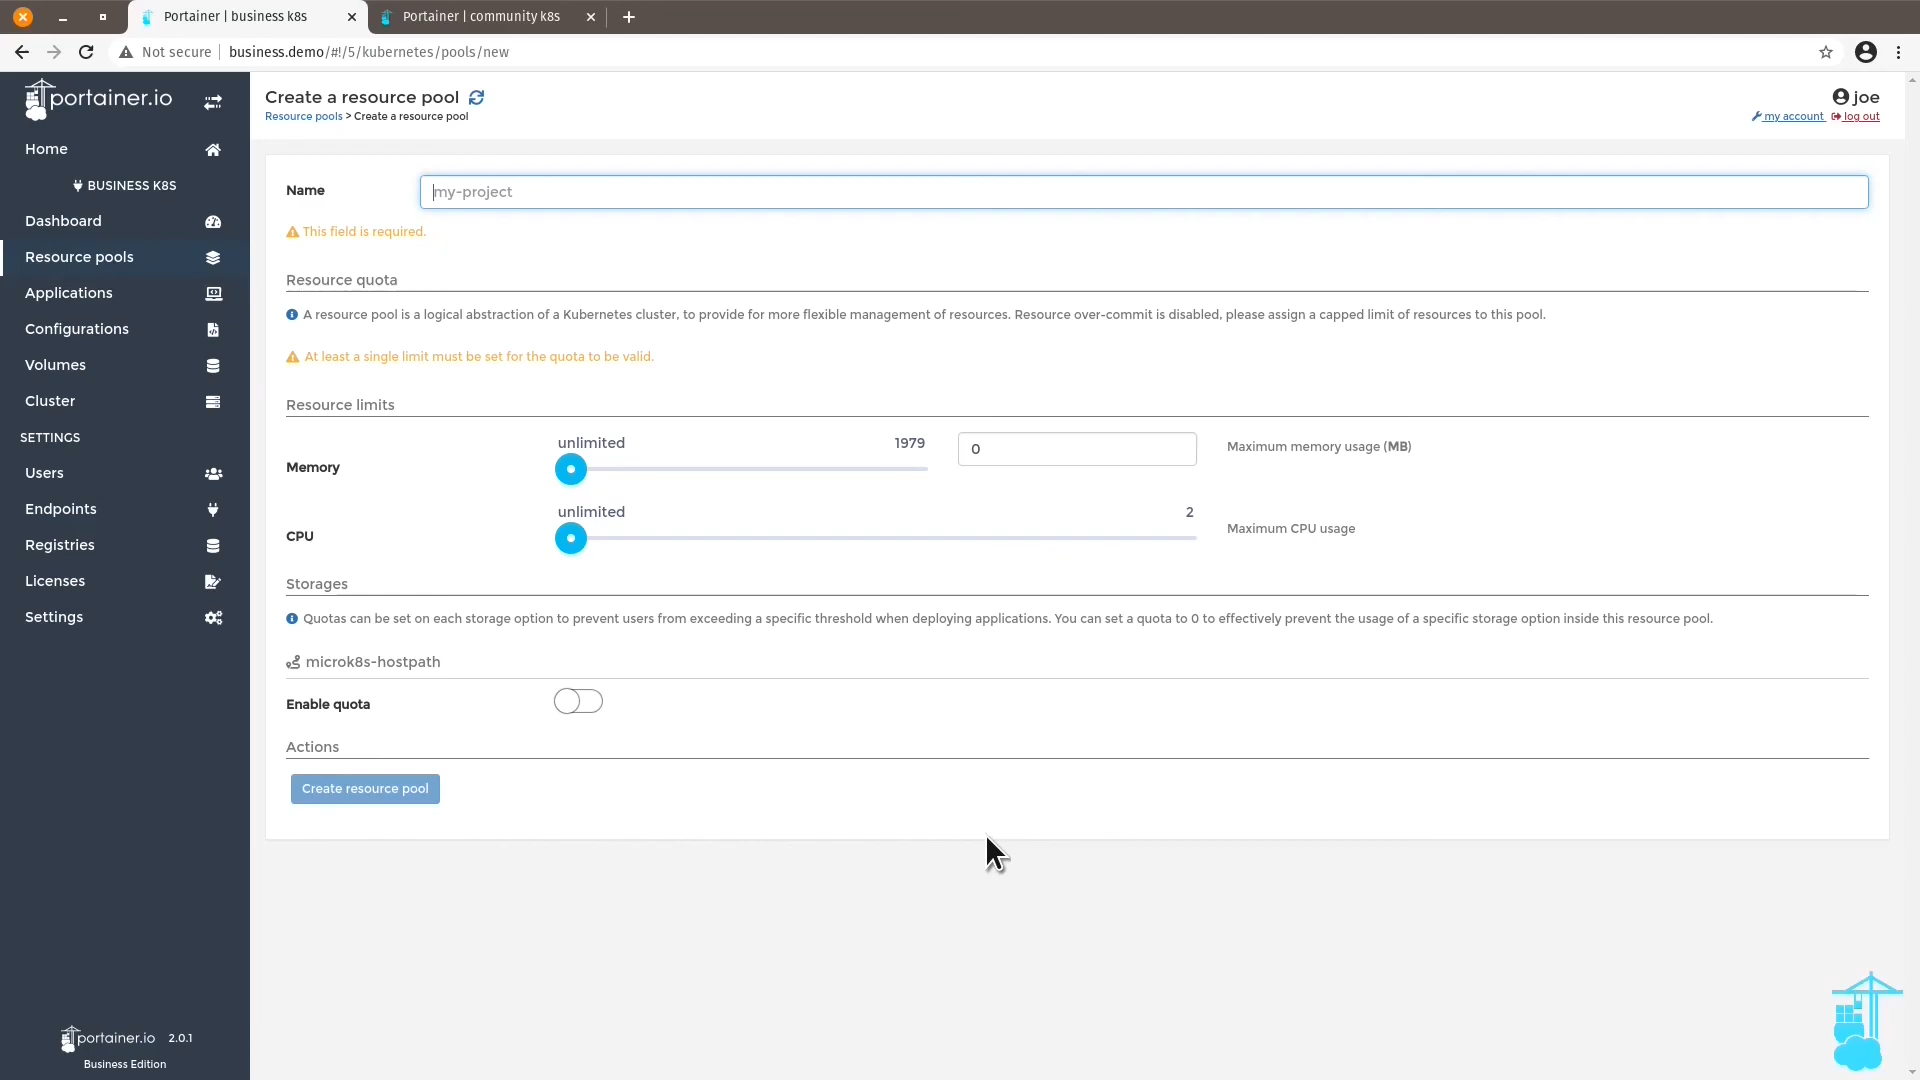 Portainer | business k8s
Portainer | community k8s
Not secure
business.demo/#!/5/kubernetes/pools/new
portainer.io
Home
BUSINESS K8S
Dashboard
Resource pools
Applications
Configurations
Volumes
Cluster
SETTINGS
Users
Endpoints
Registries
Licenses
Settings
portainer.io 2.0.1
Business Edition
Create a resource pool
Resource pools > Create a resource pool
joe
my account log out
Name my-project
This field is required.
Resource quota
A resource pool is a logical abstraction of a Kubernetes cluster, to provide for more flexible management of resources. Resource over-commit is disabled, please assign a capped limit of resources to this pool.
At least a single limit must be set for the quota to be valid.
Resource limits
unlimited 1979
Memory 0 Maximum memory usage (MB)
unlimited 2
CPU Maximum CPU usage
Storages
Quotas can be set on each storage option to prevent users from exceeding a specific threshold when deploying applications. You can set a quota to 0 to effectively prevent the usage of a specific storage option inside this resource pool.
microk8s-hostpath
Enable quota
Actions
Create resource pool